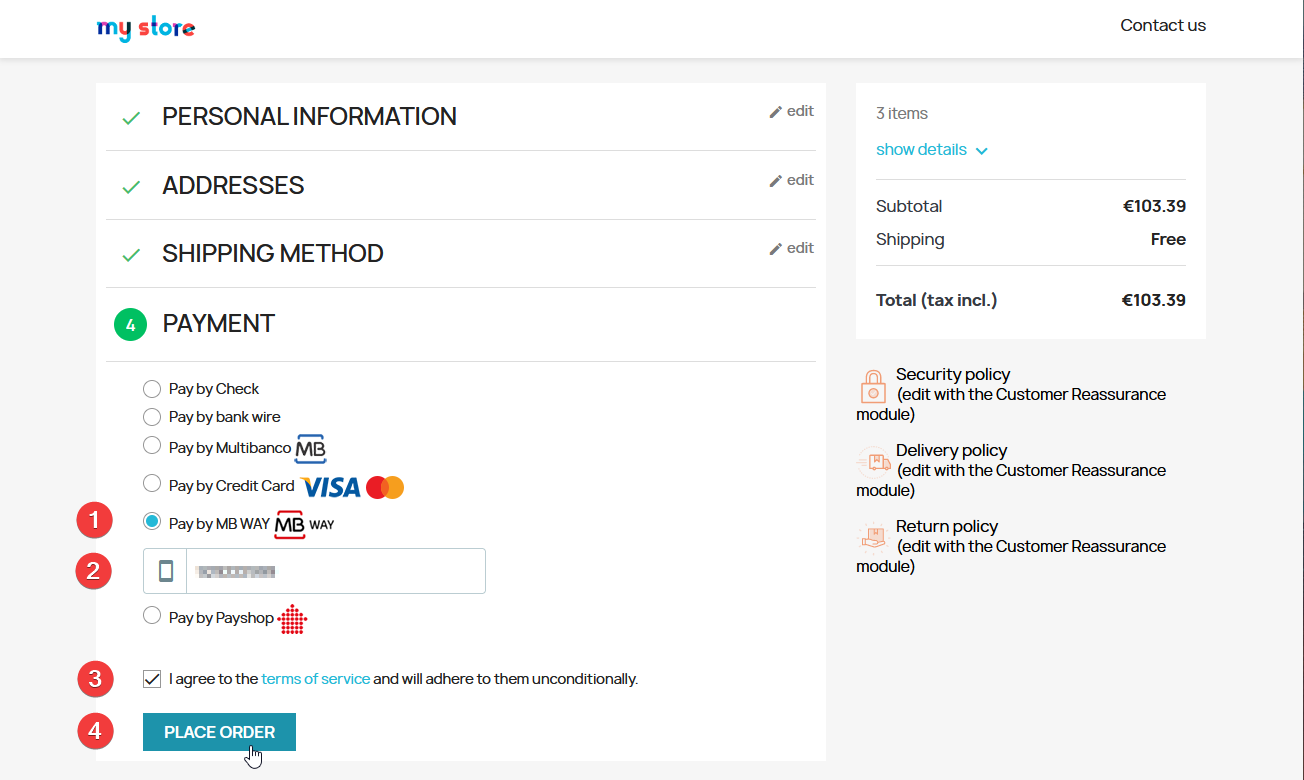 my store
Contact us
PERSONAL INFORMATION
edit
ADDRESSES
edit
SHIPPING METHOD
edit
4 PAYMENT
Pay by Check
Pay by bank wire
Pay by Multibanco MB
Pay by Credit Card VISA
1 Pay by MB WAY MB WAY
2
Pay by Payshop
3 I agree to the terms of service and will adhere to them unconditionally.
4 PLACE ORDER
3 items
show details
Subtotal €103.39
Shipping Free
Total (tax incl.) €103.39
Security policy
(edit with the Customer Reassurance
module)
Delivery policy
(edit with the Customer Reassurance
module)
Return policy
(edit with the Customer Reassurance
module)